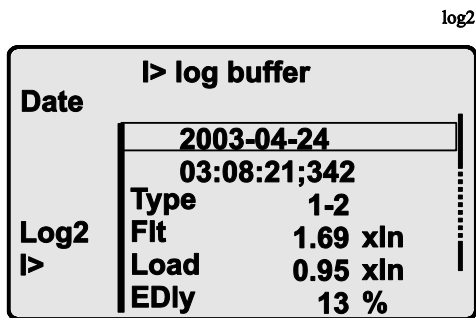 log2
I> log buffer
Date
2003-04-24
03:08:21;342
Type 1-2
Log2 Flt 1.69 xIn
I> Load 0.95 xIn
EDly 13 %